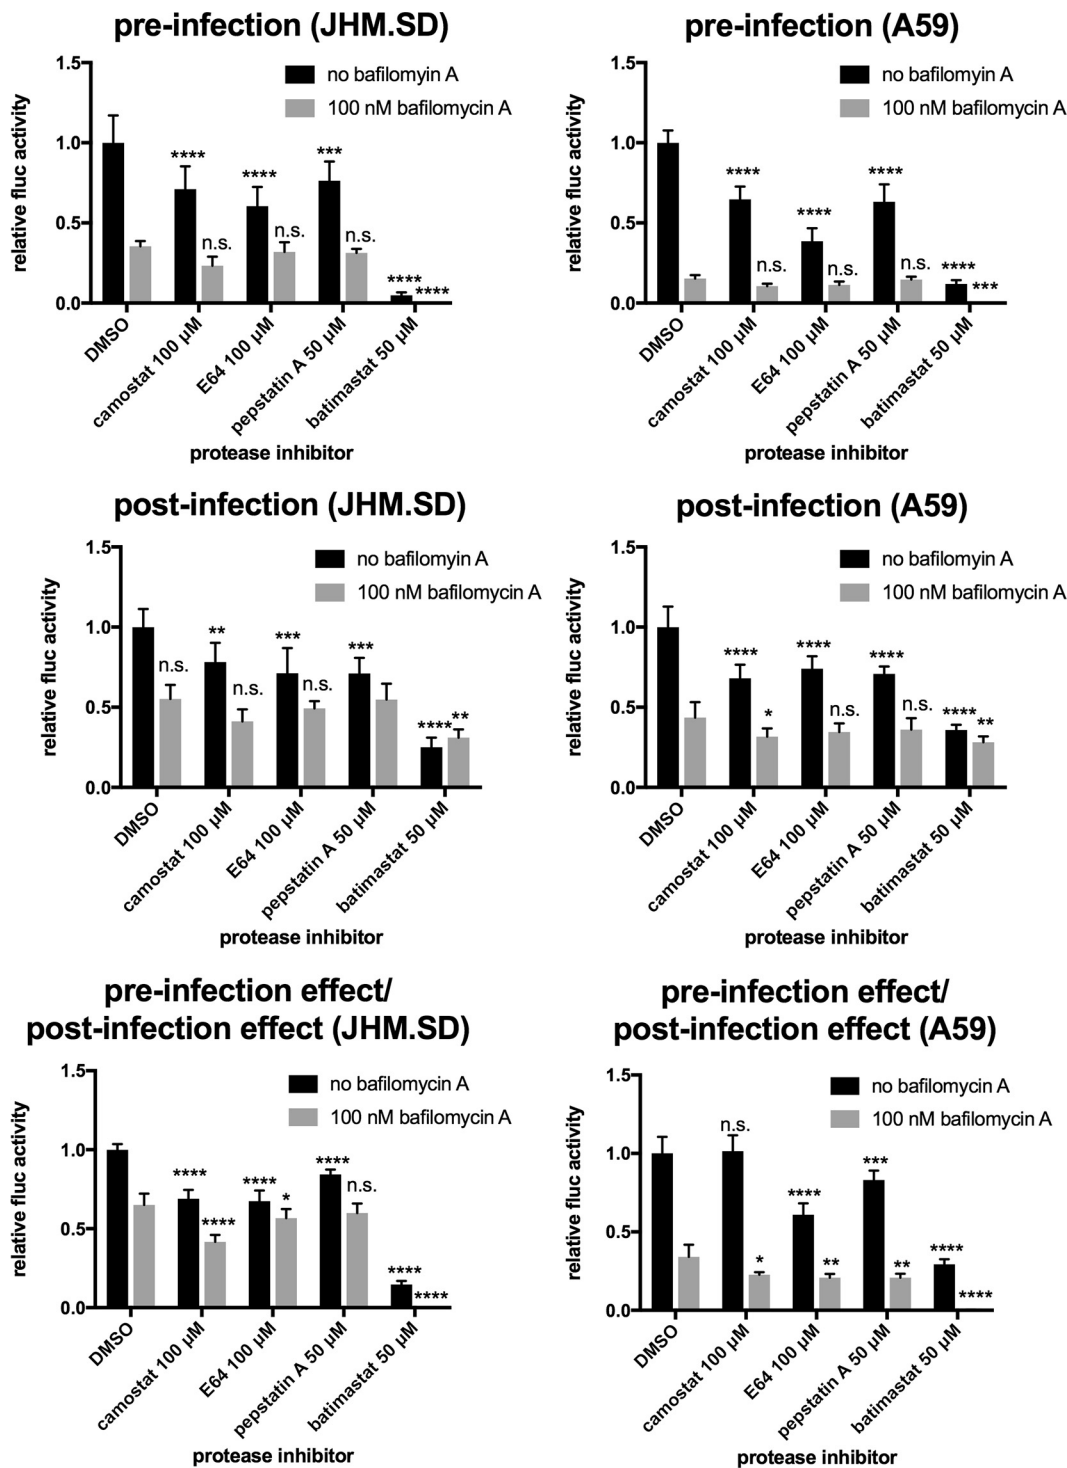 pre-infection (JHM.SD)
no bafilomyin A
100 nM bafilomycin A
relative fluc activity
1.5
1.0
0.5
0.0
****
n.s.
****
n.s.
***
n.s.
****
****
DMSO
camostat 100 µM
E64 100 µM
pepstatin A 50 µM
batimastat 50 µM
protease inhibitor
pre-infection (A59)
no bafilomyin A
100 nM bafilomycin A
relative fluc activity
1.5
1.0
0.5
0.0
****
n.s.
****
n.s.
****
n.s.
****
***
DMSO
camostat 100 µM
E64 100 µM
pepstatin A 50 µM
batimastat 50 µM
protease inhibitor
post-infection (JHM.SD)
no bafilomyin A
100 nM bafilomycin A
relative fluc activity
1.5
1.0
0.5
0.0
n.s.
**
n.s.
***
n.s.
***
****
**
DMSO
camostat 100 µM
E64 100 µM
pepstatin A 50 µM
batimastat 50 µM
protease inhibitor
post-infection (A59)
no bafilomyin A
100 nM bafilomycin A
relative fluc activity
1.5
1.0
0.5
0.0
****
*
****
n.s.
****
n.s.
****
**
DMSO
camostat 100 µM
E64 100 µM
pepstatin A 50 µM
batimastat 50 µM
protease inhibitor
pre-infection effect/
post-infection effect (JHM.SD)
no bafilomycin A
100 nM bafilomycin A
relative fluc activity
1.5
1.0
0.5
0.0
****
****
****
*
****
n.s.
****
****
DMSO
camostat 100 µM
E64 100 µM
pepstatin A 50 µM
batimastat 50 µM
protease inhibitor
pre-infection effect/
post-infection effect (A59)
no bafilomycin A
100 nM bafilomycin A
relative fluc activity
1.5
1.0
0.5
0.0
n.s.
*
****
**
***
**
****
****
DMSO
camostat 100 µM
E64 100 µM
pepstatin A 50 µM
batimastat 50 µM
protease inhibitor